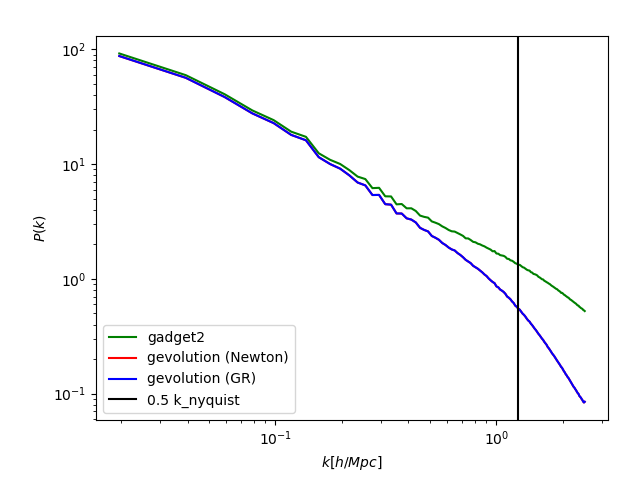 10²
10¹
10⁰
10⁻¹
P(k)
gadget2
gevolution (Newton)
gevolution (GR)
0.5 k_nyquist
10⁻¹ 10⁰
k[h/Mpc]